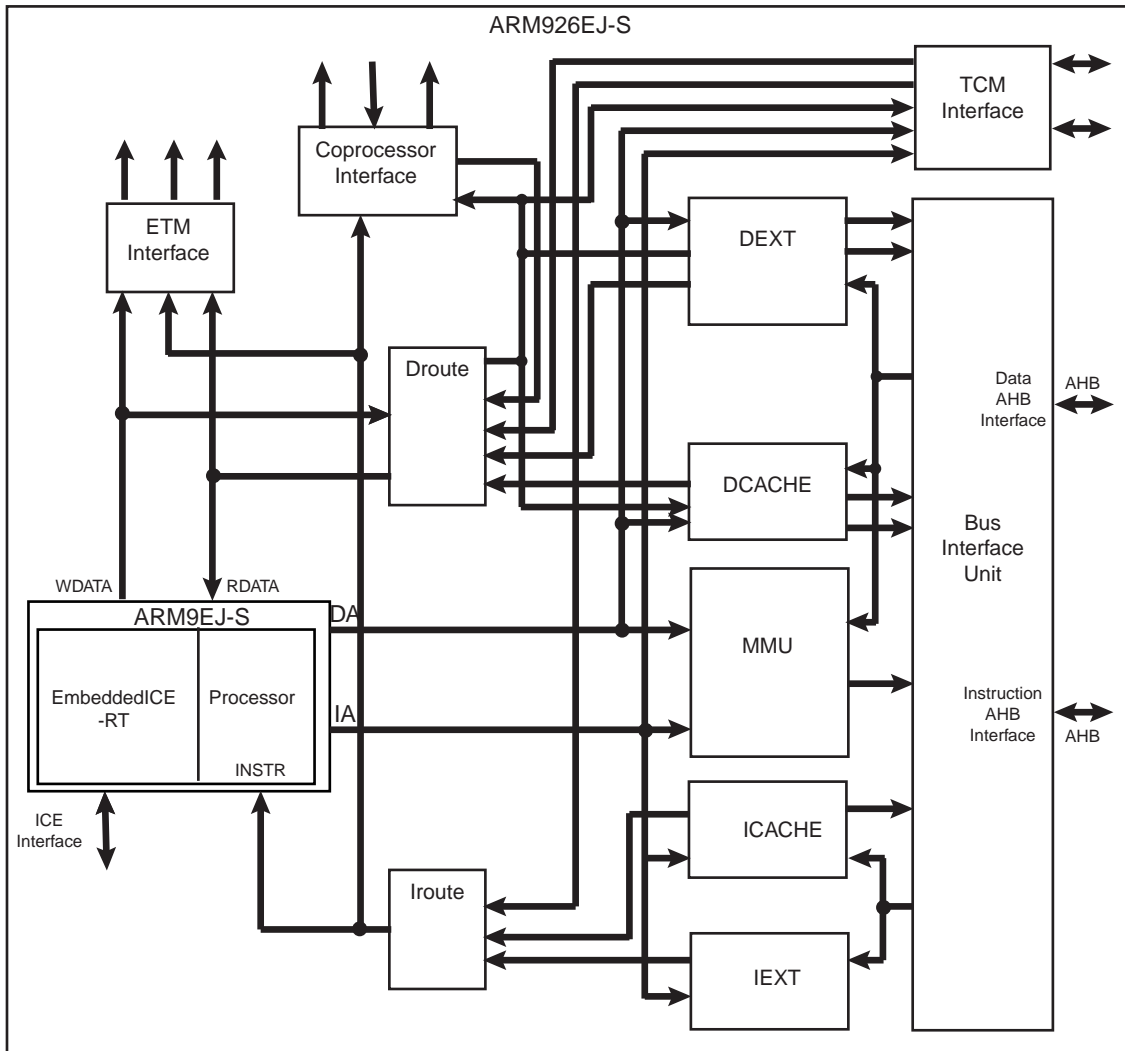 ARM926EJ-S
TCM
Interface
Coprocessor
Interface
ETM
Interface
DEXT
Droute
Data
AHB
Interface
AHB
DCACHE
Bus
Interface
Unit
WDATA
RDATA
ARM9EJ-S
DA
MMU
EmbeddedICE
-RT
Processor
IA
Instruction
AHB
Interface
AHB
INSTR
ICE
Interface
ICACHE
Iroute
IEXT